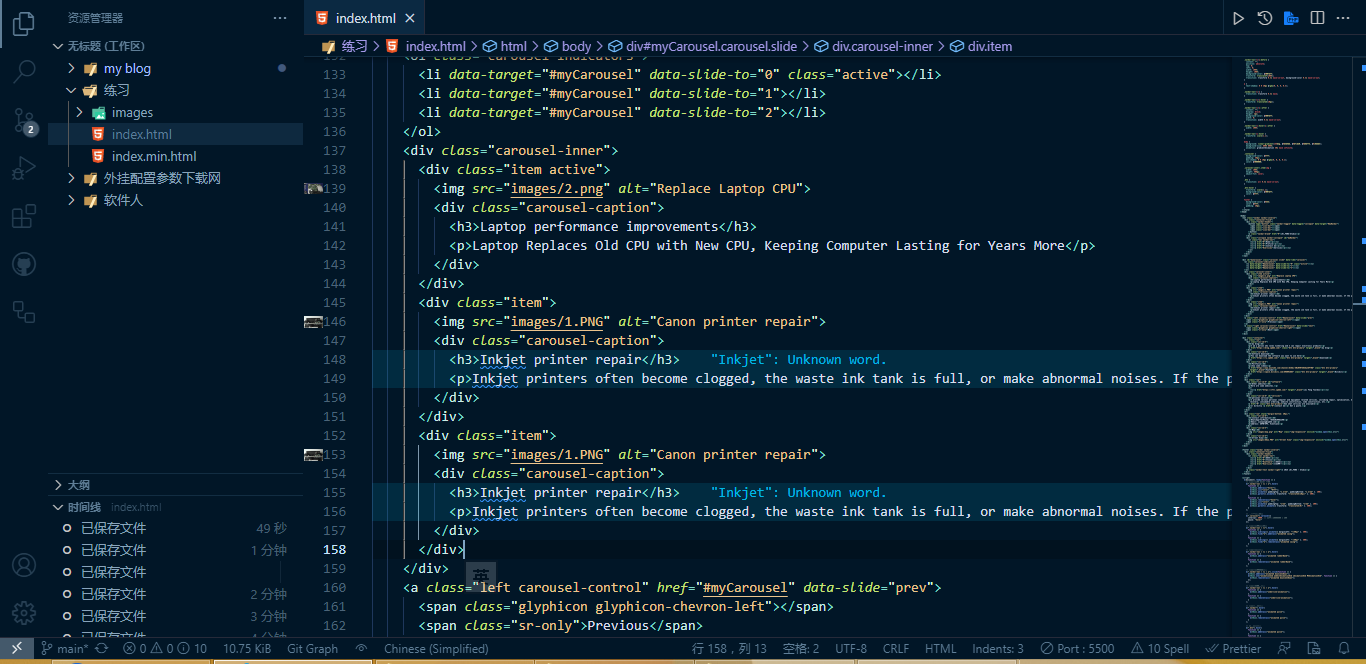 资源管理器
无标题 (工作区)
my blog
练习
images
index.html
index.min.html
外挂配置参数下载网
软件人
大纲
时间线 index.html
已保存文件 49 秒
已保存文件 1 分钟
已保存文件
已保存文件 2 分钟
已保存文件 3 分钟
已保存文件 4 分钟
2
index.html
练习 > index.html > html > body > div#myCarousel.carousel.slide > div.carousel-inner > div.item
132 <ol class="carousel-indicators">
133 <li data-target="#myCarousel" data-slide-to="0" class="active"></li>
134 <li data-target="#myCarousel" data-slide-to="1"></li>
135 <li data-target="#myCarousel" data-slide-to="2"></li>
136 </ol>
137 <div class="carousel-inner">
138 <div class="item active">
139 <img src="images/2.png" alt="Replace Laptop CPU">
140 <div class="carousel-caption">
141 <h3>Laptop performance improvements</h3>
142 <p>Laptop Replaces Old CPU with New CPU, Keeping Computer Lasting for Years More</p>
143 </div>
144 </div>
145 <div class="item">
146 <img src="images/1.PNG" alt="Canon printer repair">
147 <div class="carousel-caption">
148 <h3>Inkjet printer repair</h3> "Inkjet": Unknown word.
149 <p>Inkjet printers often become clogged, the waste ink tank is full, or make abnormal noises. If the p
150 </div>
151 </div>
152 <div class="item">
153 <img src="images/1.PNG" alt="Canon printer repair">
154 <div class="carousel-caption">
155 <h3>Inkjet printer repair</h3> "Inkjet": Unknown word.
156 <p>Inkjet printers often become clogged, the waste ink tank is full, or make abnormal noises. If the p
157 </div>
158 </div>
159 </div>
英
160 <a class="left carousel-control" href="#myCarousel" data-slide="prev">
161 <span class="glyphicon glyphicon-chevron-left"></span>
162 <span class="sr-only">Previous</span>
main* 0 0 10 10.75 KiB Git Graph Chinese (Simplified) 行 158，列 13 空格: 2 UTF-8 CRLF HTML Indents: 3 Port : 5500 10 Spell Prettier